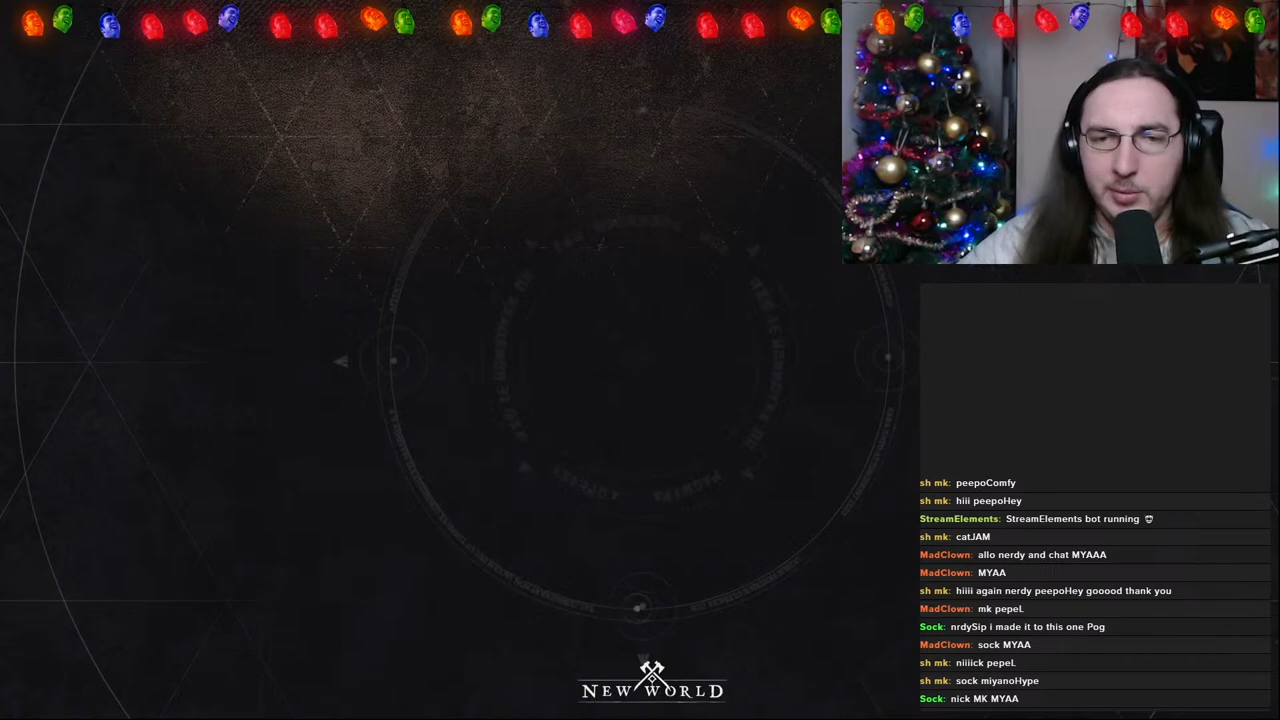 sh mk: peepoComfy
sh mk: hiii peepoHey
StreamElements: StreamElements bot running
sh mk: catJAM
MadClown: allo nerdy and chat MYAAA
MadClown: MYAA
sh mk: hiiii again nerdy peepoHey gooood thank you
MadClown: mk pepeL
Sock: nrdySip i made it to this one Pog
MadClown: sock MYAA
sh mk: niiiick pepeL
sh mk: sock miyanoHype
Sock: nick MK MYAA
NEW WORLD